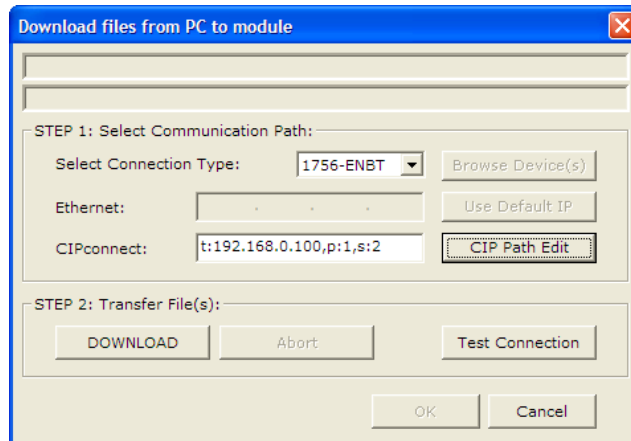 Download files from PC to module
STEP 1: Select Communication Path:
Select Connection Type: 1756-ENBT Browse Device(s)
Ethernet: . . . Use Default IP
CIPconnect: t:192.168.0.100,p:1,s:2 CIP Path Edit
STEP 2: Transfer File(s):
DOWNLOAD Abort Test Connection
OK Cancel